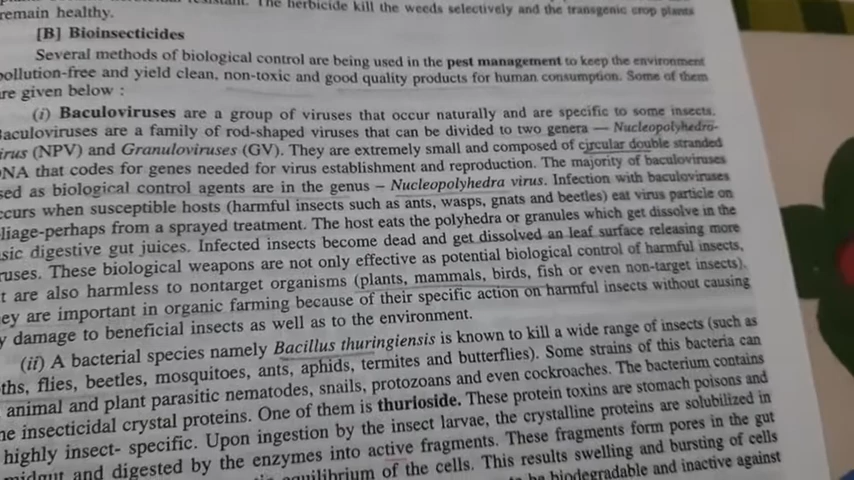 resistant. The herbicide kill the weeds selectively and the transgenic crop plants
remain healthy.
[B] Bioinsecticides
Several methods of biological control are being used in the pest management to keep the environment
pollution-free and yield clean, non-toxic and good quality products for human consumption. Some of them
re given below :
(i) Baculoviruses are a group of viruses that occur naturally and are specific to some insects.
Baculoviruses are a family of rod-shaped viruses that can be divided to two genera — Nucleopolyhedro-
irus (NPV) and Granuloviruses (GV). They are extremely small and composed of circular double stranded
NA that codes for genes needed for virus establishment and reproduction. The majority of baculoviruses
sed as biological control agents are in the genus – Nucleopolyhedra virus. Infection with baculoviruses
ccurs when susceptible hosts (harmful insects such as ants, wasps, gnats and beetles) eat virus particle on
liage-perhaps from a sprayed treatment. The host eats the polyhedra or granules which get dissolve in the
sic digestive gut juices. Infected insects become dead and get dissolved an leaf surface releasing more
ruses. These biological weapons are not only effective as potential biological control of harmful insects,
t are also harmless to nontarget organisms (plants, mammals, birds, fish or even non-target insects).
ey are important in organic farming because of their specific action on harmful insects without causing
y damage to beneficial insects as well as to the environment.
(ii) A bacterial species namely Bacillus thuringiensis is known to kill a wide range of insects (such as
ths, flies, beetles, mosquitoes, ants, aphids, termites and butterflies). Some strains of this bacteria can
animal and plant parasitic nematodes, snails, protozoans and even cockroaches. The bacterium contains
ne insecticidal crystal proteins. One of them is thurioside. These protein toxins are stomach poisons and
highly insect- specific. Upon ingestion by the insect larvae, the crystalline proteins are solubilized in
midgut and digested by the enzymes into active fragments. These fragments form pores in the gut
equilibrium of the cells. This results swelling and bursting of cells
be biodegradable and inactive against